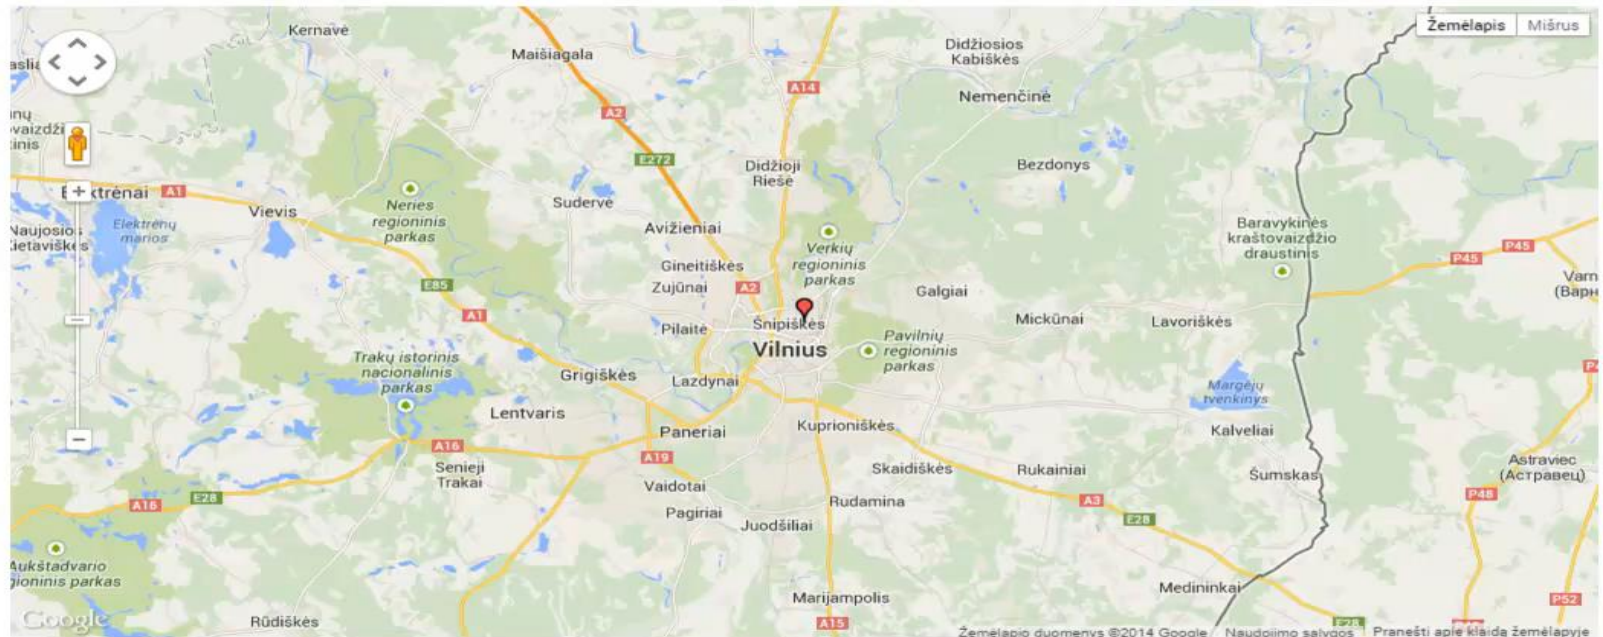 Kernavė
Maišiagala
Didžiosios
Kabiškės
Žemėlapis
Mišrus
A14
Nemenčinė
A2
E272
Didžioji
Riešė
Bezdonys
A1
Vievis
Elektrėnų
marios
Naujosios
Neries
regioninis
parkas
Sudervė
Avižieniai
Verkių
regioninis
parkas
Baravykinės
kraštovaizdžio
draustinis
P45
P45
Gineitiškės
Zujūnai
A2
Galgiai
E85
A1
Pilaitė
Šnipiškės
Vilnius
Mickūnai
Lavoriškės
Pavilnių
regioninis
parkas
Trakų istorinis
nacionalinis
parkas
Grigiškės
Lazdynai
Margėjų
tvenkinys
Lentvaris
Paneriai
Kuprioniškės
Kalveliai
A16
A19
Senieji
Trakai
Skaidiškės
Rukainiai
Šumskas
Astraviec
(Астравец)
Vaidotai
Rudamina
A16
E28
A3
P48
Pagiriai
Juodšiliai
E28
Aukštadvario
parkas
Medininkai
Marijampolis
P52
Google
Rūdiškės
A15
E28
Žemėlapio duomenys ©2014 Google
Naudojimo sąlygos
Pranešti apie klaidą žemėlapyje